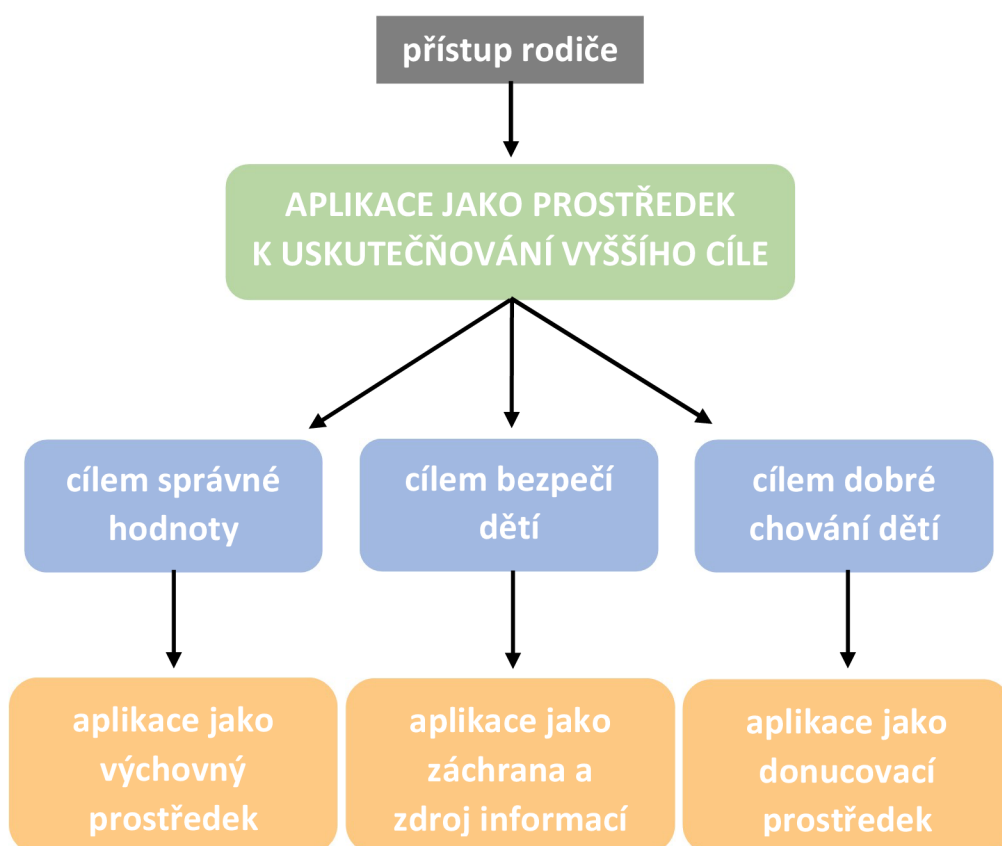 přístup rodiče
APLIKACE JAKO PROSTŘEDEK
K USKUTEČŇOVÁNÍ VYŠŠÍHO CÍLE
cílem správné
hodnoty
cílem bezpečí
dětí
cílem dobré
chování dětí
aplikace jako
výchovný
prostředek
aplikace jako
záchrana a
zdroj informací
aplikace jako
donucovací
prostředek